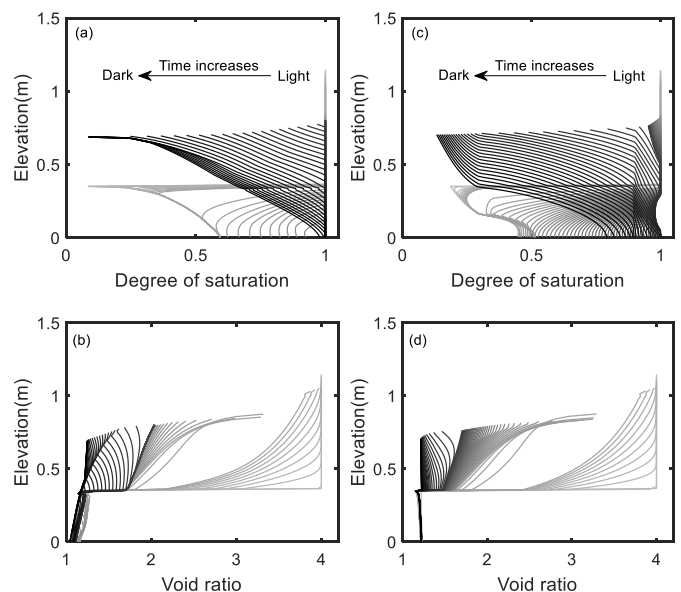 1.5
(a)
Time increases
Dark
Light
1
Elevation(m)
0.5
0
0
0.5
1
Degree of saturation
1.5
(c)
Time increases
Dark
Light
1
Elevation(m)
0.5
0
0
0.5
1
Degree of saturation
1.5
(b)
1
Elevation(m)
0.5
0
1
2
3
4
Void ratio
1.5
(d)
1
Elevation(m)
0.5
0
1
2
3
4
Void ratio